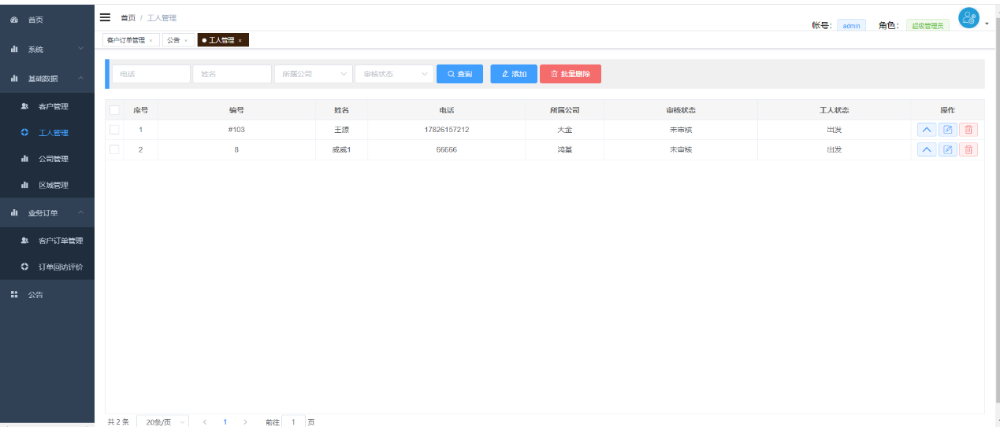 首页
系统
基础数据
客户管理
工人管理
公司管理
区域管理
业务订单
客户订单管理
订单回访评价
公告
首页 / 工人管理
帐号： admin 角色： 超级管理员
客户订单管理 × 公告 × 工人管理 ×
电话 姓名 所属公司 审核状态 查询 添加 批量删除
序号 编号 姓名 电话 所属公司 审核状态 工人状态 操作
1 #103 王源 17826157212 大金 未审核 出发
2 8 威威1 66666 鸿基 未审核 出发
共 2 条 20条/页 < 1 > 前往 1 页